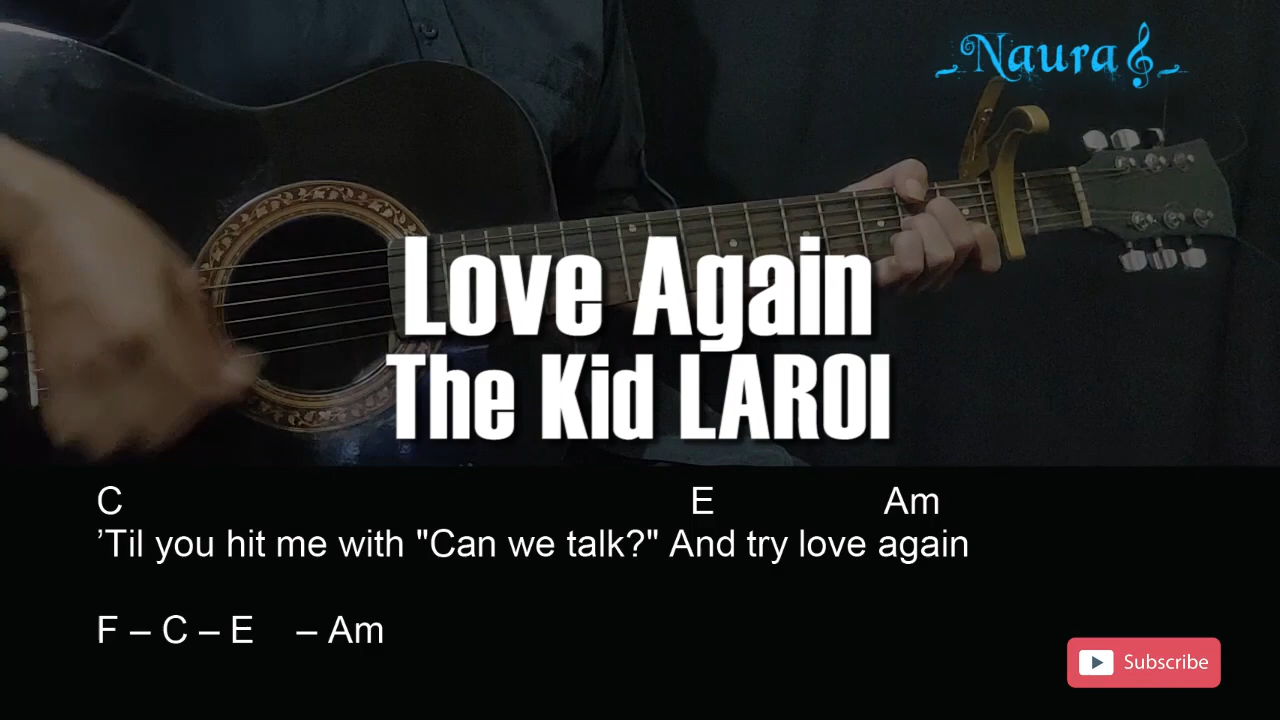 Naura
Love Again
The Kid LAROI
C E Am
’Til you hit me with "Can we talk?" And try love again
F – C – E – Am
Subscribe